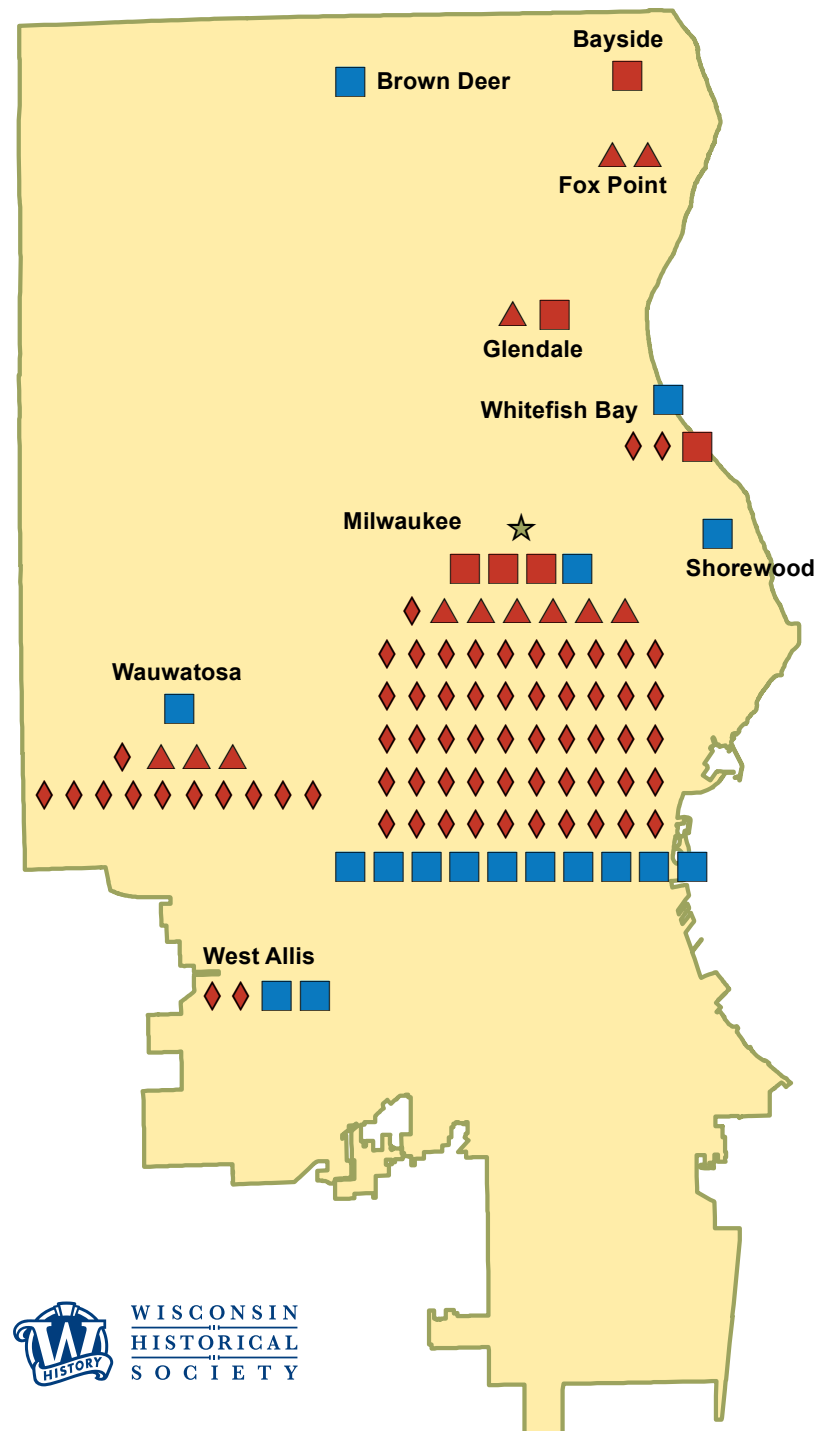 Bayside
Brown Deer
Fox Point
Glendale
Whitefish Bay
Milwaukee
Shorewood
Wauwatosa
West Allis
W
HISTORY
WISCONSIN
HISTORICAL
SOCIETY